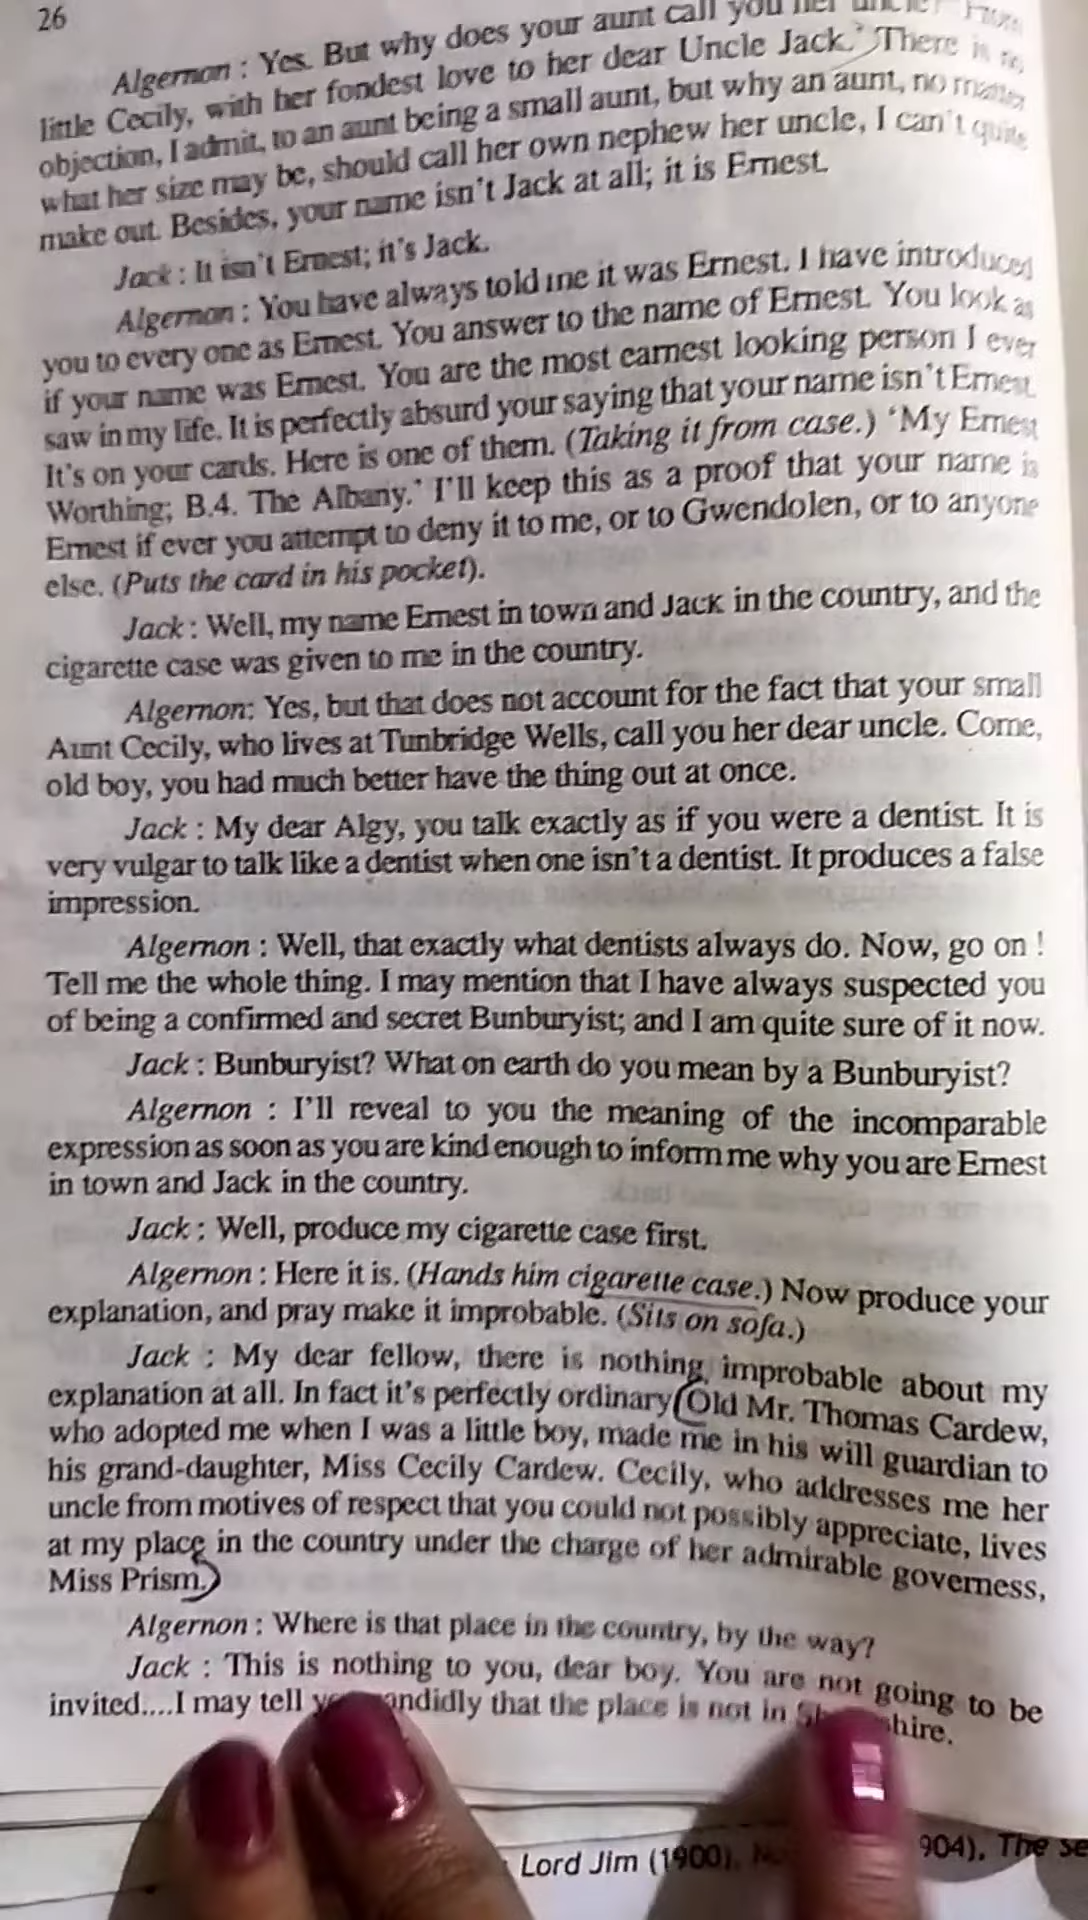 26
Algernon : Yes. But why does your aunt call you her uncle? 'From
little Cecily, with her fondest love to her dear Uncle Jack.' There is no
objection, I admit, to an aunt being a small aunt, but why an aunt, no matter
what her size may be, should call her own nephew her uncle, I can't quite
make out. Besides, your name isn't Jack at all; it is Ernest.
Jack : It isn't Ernest; it's Jack.
Algernon : You have always told me it was Ernest. I have introduced
you to every one as Ernest. You answer to the name of Ernest. You look as
if your name was Ernest. You are the most earnest looking person I ever
saw in my life. It is perfectly absurd your saying that your name isn't Ernest.
It's on your cards. Here is one of them. (Taking it from case.) 'My Ernest
Worthing; B.4. The Albany.' I'll keep this as a proof that your name is
Ernest if ever you attempt to deny it to me, or to Gwendolen, or to anyone
else. (Puts the card in his pocket).
Jack : Well, my name Ernest in town and Jack in the country, and the
cigarette case was given to me in the country.
Algernon: Yes, but that does not account for the fact that your small
Aunt Cecily, who lives at Tunbridge Wells, call you her dear uncle. Come,
old boy, you had much better have the thing out at once.
Jack : My dear Algy, you talk exactly as if you were a dentist. It is
very vulgar to talk like a dentist when one isn't a dentist. It produces a false
impression.
Algernon : Well, that exactly what dentists always do. Now, go on !
Tell me the whole thing. I may mention that I have always suspected you
of being a confirmed and secret Bunburyist; and I am quite sure of it now.
Jack : Bunburyist? What on earth do you mean by a Bunburyist?
Algernon : I'll reveal to you the meaning of the incomparable
expression as soon as you are kind enough to inform me why you are Ernest
in town and Jack in the country.
Jack : Well, produce my cigarette case first.
Algernon : Here it is. (Hands him cigarette case.) Now produce your
explanation, and pray make it improbable. (Sits on sofa.)
Jack : My dear fellow, there is nothing improbable about my
explanation at all. In fact it's perfectly ordinary Old Mr. Thomas Cardew,
who adopted me when I was a little boy, made me in his will guardian to
his grand-daughter, Miss Cecily Cardew. Cecily, who addresses me her
uncle from motives of respect that you could not possibly appreciate, lives
at my place in the country under the charge of her admirable governess,
Miss Prism.
Algernon : Where is that place in the country, by the way?
Jack : This is nothing to you, dear boy. You are not going to be
invited....I may tell candidly that the place is not in
Lord Jim (1900), 904), The se